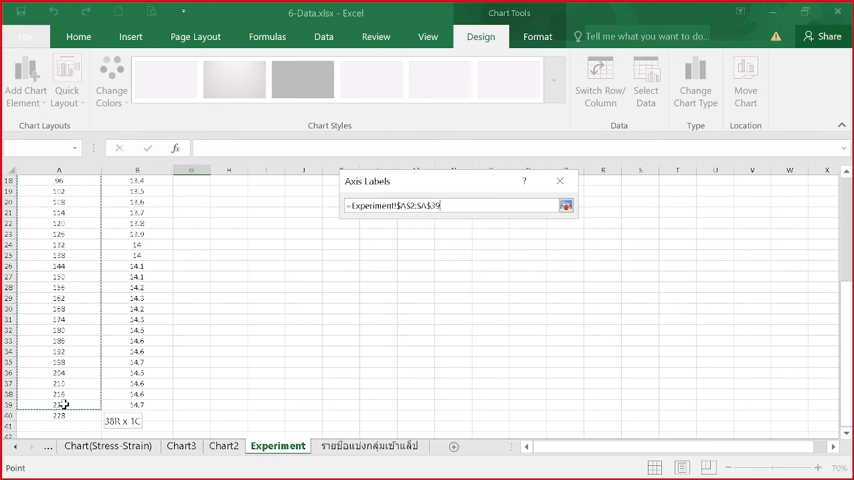 6-Data.xlsx - Excel
Chart Tools
File
Home
Insert
Page Layout
Formulas
Data
Review
View
Design
Format
Tell me what you want to do...
Share
Add Chart
Element
Quick
Layout
Change
Colors
Switch Row/
Column
Select
Data
Change
Chart Type
Move
Chart
Chart Layouts
Chart Styles
Data
Type
Location
fx
A B G H I J R S T U V W X
Axis Labels ?
=Experiment!$A$2:$A$39
18 96 13.4
19 102 13.5
20 108 13.6
21 114 13.7
22 120 13.8
23 126 13.9
24 132 14
25 138 14
26 144 14.1
27 150 14.1
28 156 14.2
29 162 14.3
30 168 14.2
31 174 14.3
32 180 14.5
33 186 14.6
34 192 14.6
35 198 14.7
36 204 14.5
37 210 14.6
38 216 14.6
39 14.7
40 228
41
42
38R x 1C
...
Chart(Stress-Strain)
Chart3
Chart2
Experiment
รายชื่อแบ่งกลุ่มเข้าแล็ป
Point
70%